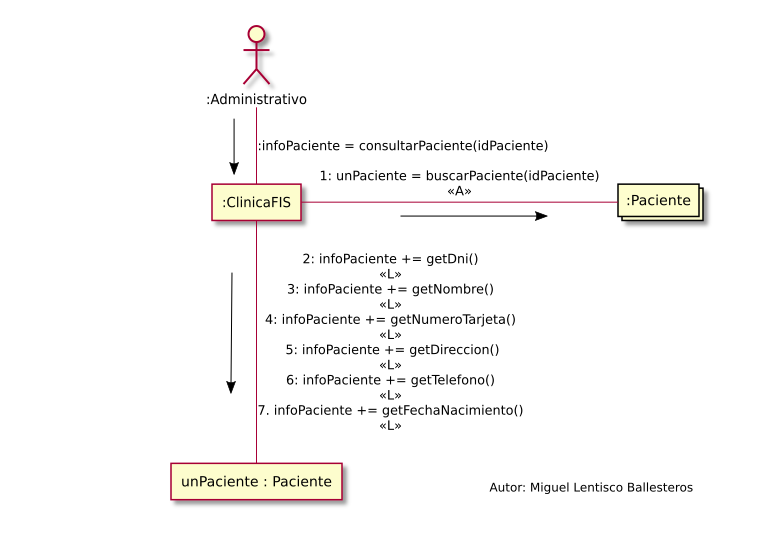 :Administrativo
:infoPaciente = consultarPaciente(idPaciente)
1: unPaciente = buscarPaciente(idPaciente)
«A»
:ClinicaFIS
:Paciente
2: infoPaciente += getDni()
«L»
3: infoPaciente += getNombre()
«L»
4: infoPaciente += getNumeroTarjeta()
«L»
5: infoPaciente += getDireccion()
«L»
6: infoPaciente += getTelefono()
«L»
7. infoPaciente += getFechaNacimiento()
«L»
unPaciente : Paciente
Autor: Miguel Lentisco Ballesteros